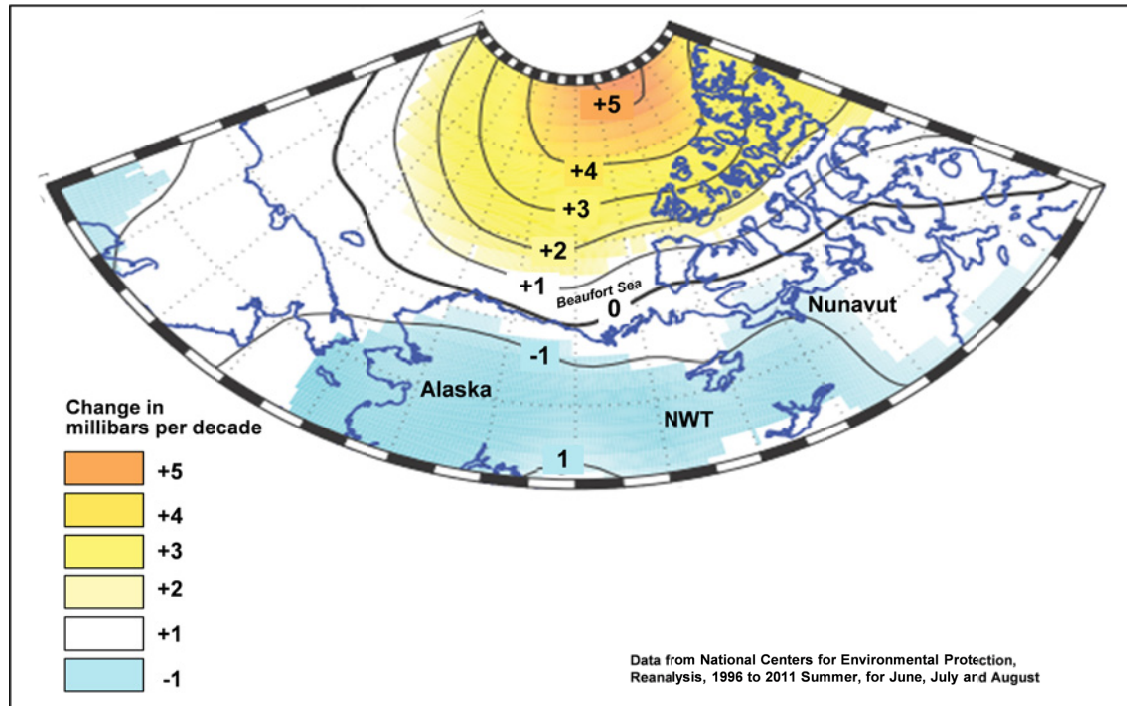 +5
+4
+3
+2
+1
Beaufort Sea
0
Nunavut
-1
Alaska
NWT
1
Change in
millibars per decade
+5
+4
+3
+2
+1
-1
Data from National Centers for Environmental Protection,
Reanalysis, 1996 to 2011 Summer, for June, July and August